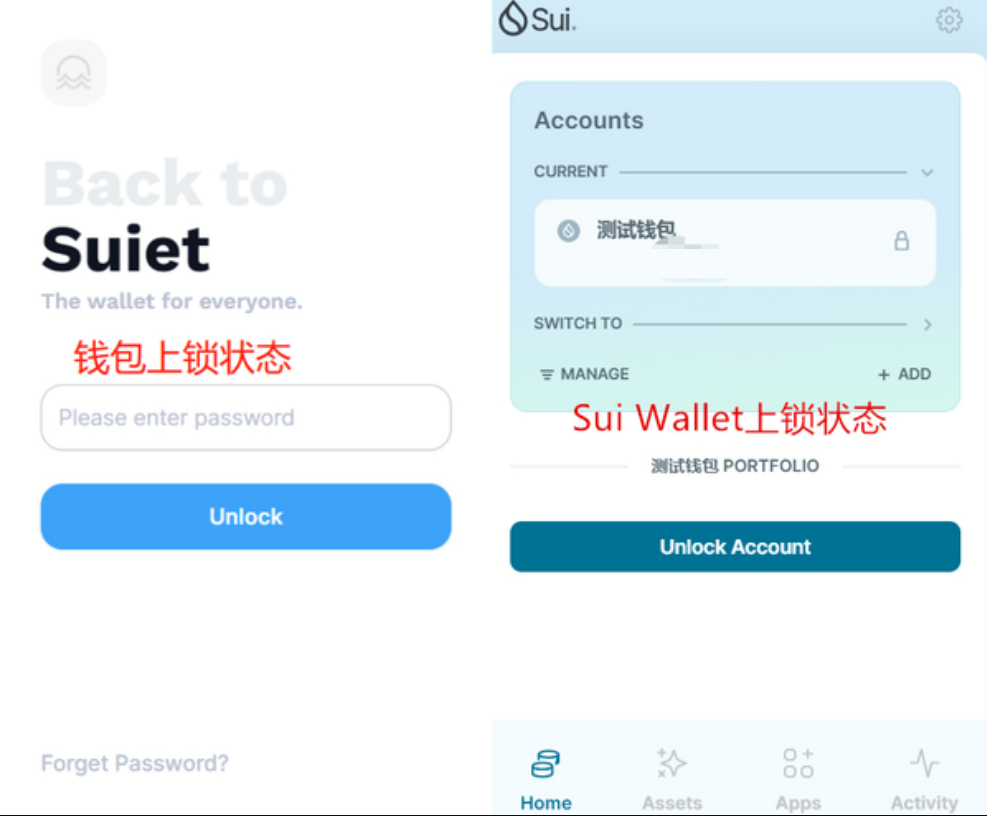 Back to
Suiet
The wallet for everyone.
钱包上锁状态
Please enter password
Unlock
Forget Password?
Sui.
Accounts
CURRENT
测试钱包
SWITCH TO
MANAGE
+ ADD
Sui Wallet上锁状态
测试钱包 PORTFOLIO
Unlock Account
Home
Assets
Apps
Activity